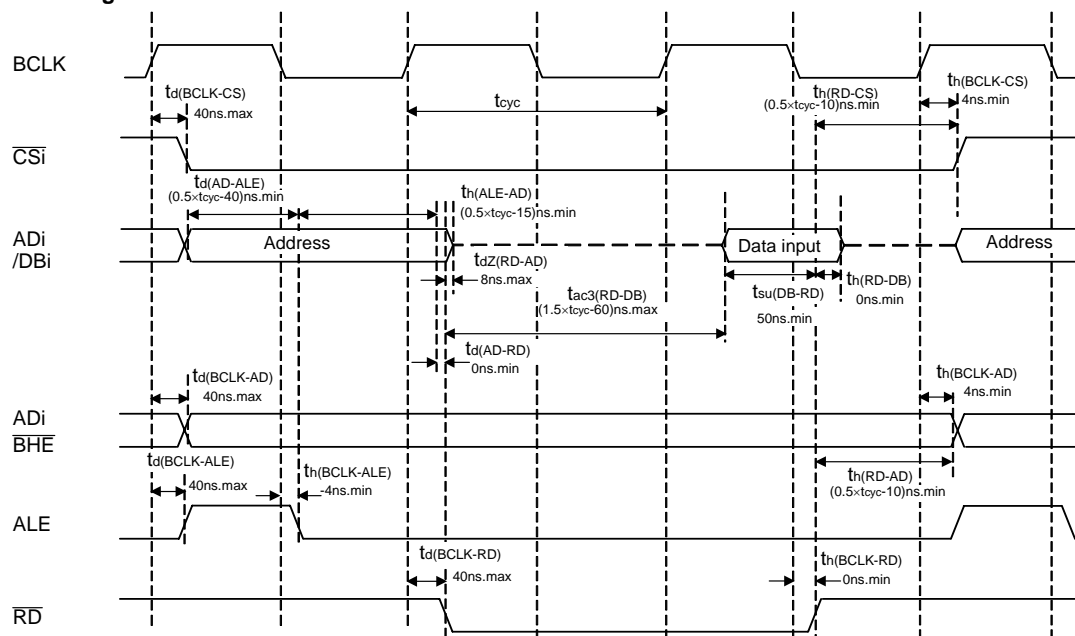 BCLK
td(BCLK-CS)
40ns.max
tcyc
th(RD-CS)
(0.5×tcyc-10)ns.min
th(BCLK-CS)
4ns.min
CSi
td(AD-ALE)
(0.5×tcyc-40)ns.min
th(ALE-AD)
(0.5×tcyc-15)ns.min
ADi
/DBi
Address
Data input
Address
tdZ(RD-AD)
8ns.max
tac3(RD-DB)
(1.5×tcyc-60)ns.max
tsu(DB-RD)
50ns.min
th(RD-DB)
0ns.min
td(AD-RD)
0ns.min
td(BCLK-AD)
40ns.max
th(BCLK-AD)
4ns.min
ADi
BHE
td(BCLK-ALE)
40ns.max
th(BCLK-ALE)
-4ns.min
th(RD-AD)
(0.5×tcyc-10)ns.min
ALE
td(BCLK-RD)
40ns.max
th(BCLK-RD)
0ns.min
RD